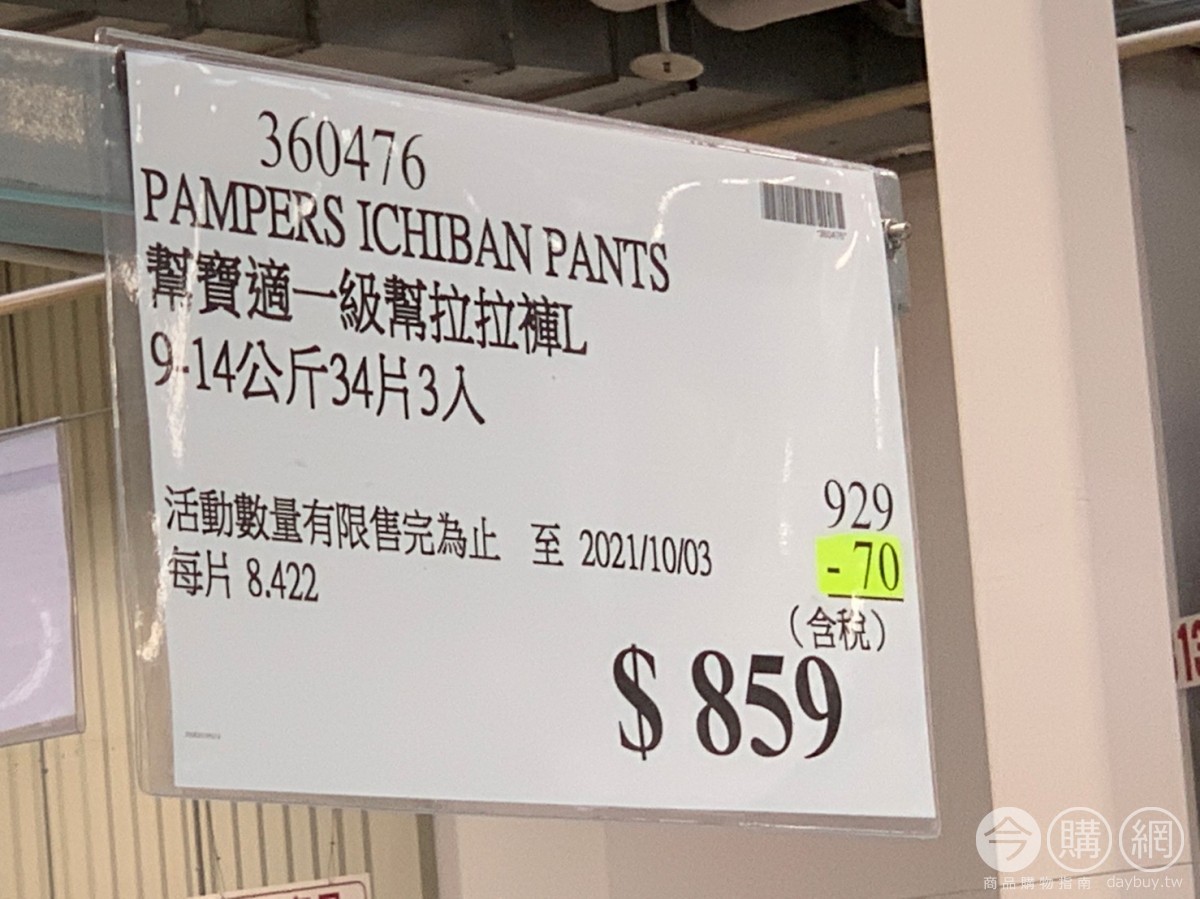 360476
PAMPERS ICHIBAN PANTS
幫寶適一級幫拉拉褲L
9-14公斤34片3入
活動數量有限售完為止 至 2021/10/03
每片 8.422
929
- 70
(含稅)
$ 859
13
今購網
商品購物指南 daybuy.tw